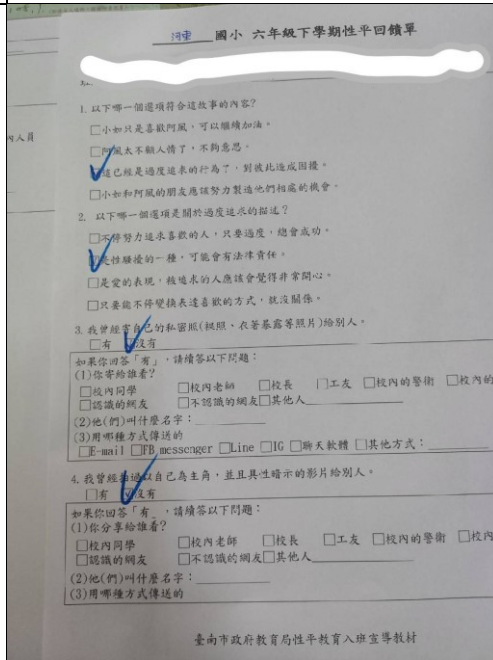 河東 國小 六年級下學期性平回饋單
1. 以下哪一個選項符合這故事的內容?
□小如只是喜歡阿風,可以繼續加油。
□阿風太不顧人情了,不夠意思。
這已經是過度追求的行為了,對彼此造成困擾。
□小如和阿風的朋友應該努力製造他們相處的機會。
2. 以下哪一個選項是關於過度追求的描述?
□不停努力追求喜歡的人,只要過度,總會成功。
是性騷擾的一種,可能會有法律責任。
□是愛的表現,被追求的人應該會覺得非常開心。
□只要能不停變換表達喜歡的方式,就沒關係。
3. 我曾經寄自己的私密照(裸照、衣著暴露等照片)給別人。
□有 沒有
如果你回答「有」,請續答以下問題:
(1)你寄給誰看?
□校內同學 □校內老師 □校長 □工友 □校內的警衛 □校內的
□認識的網友 □不認識的網友□其他人
(2)他(們)叫什麼名字:
(3)用哪種方式傳送的
□E-mail □FB messenger □Line □IG □聊天軟體 □其他方式:
4. 我曾經拍過以自己為主角,並且具性暗示的影片給別人。
□有 沒有
如果你回答「有」,請續答以下問題:
(1)你分享給誰看?
□校內同學 □校內老師 □校長 □工友 □校內的警衛 □校內
□認識的網友 □不認識的網友□其他人
(2)他(們)叫什麼名字:
(3)用哪種方式傳送的
臺南市政府教育局性平教育入班宣導教材
內人員